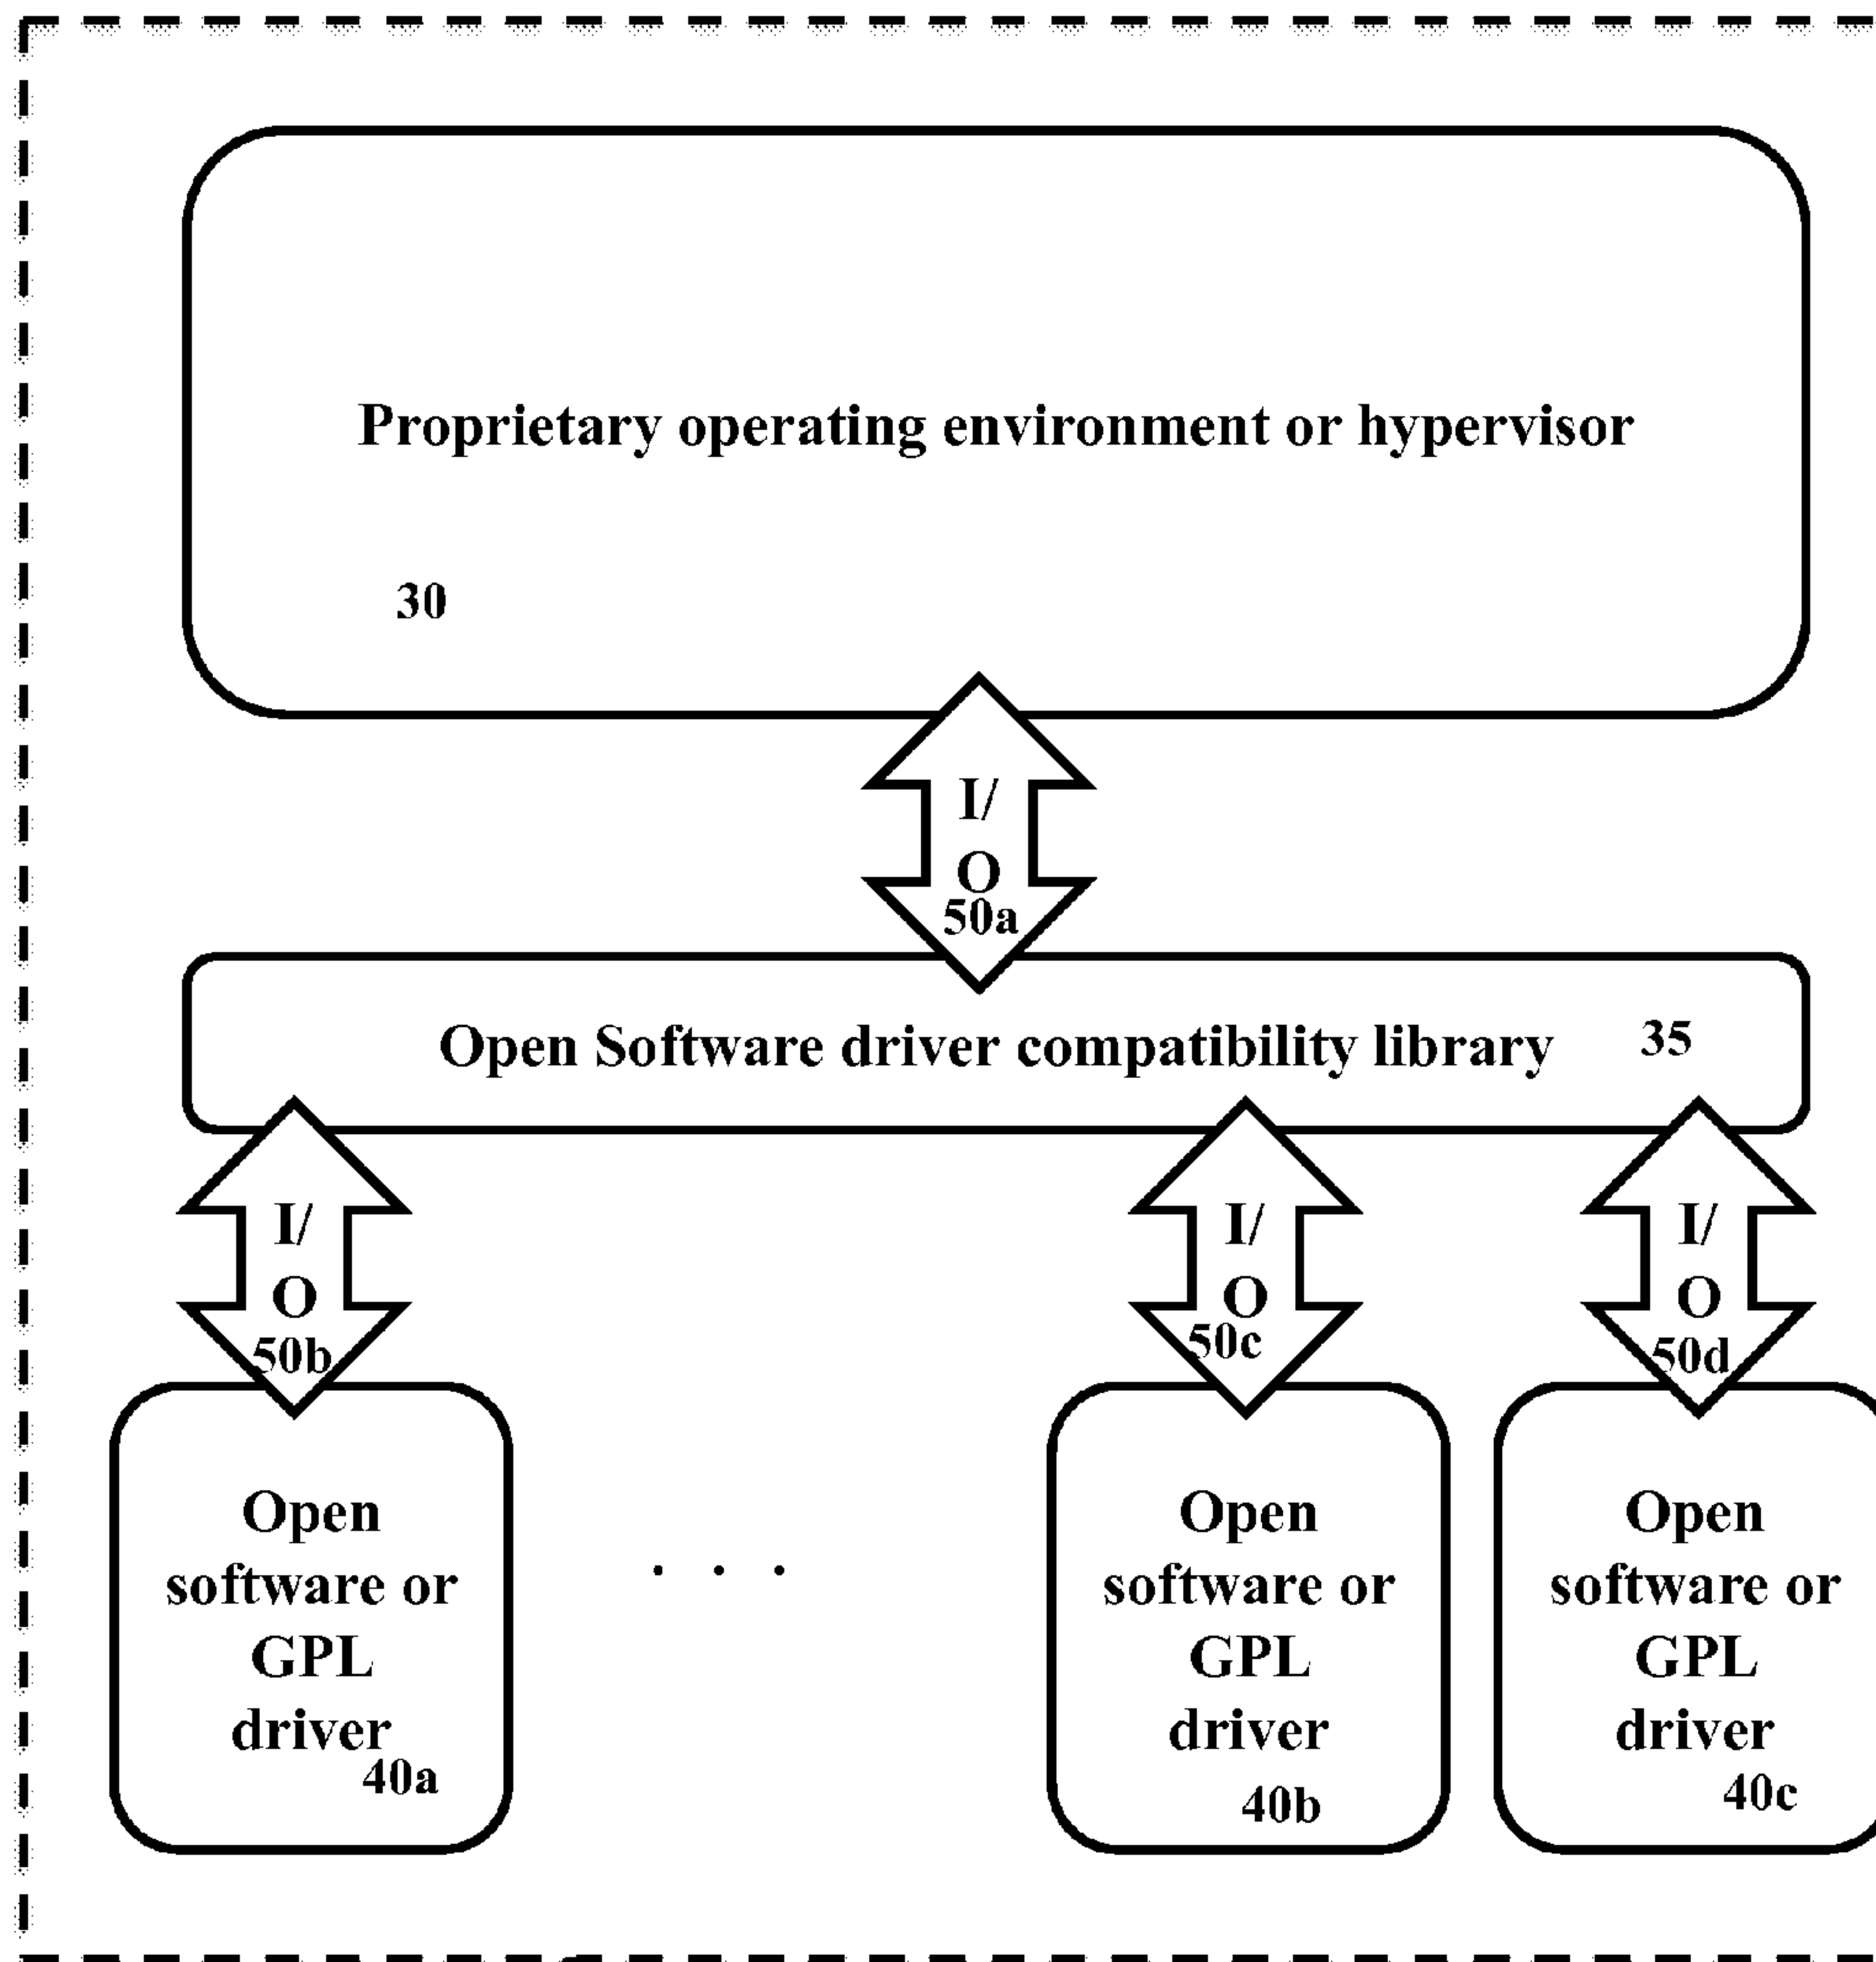 Proprietary operating environment or hypervisor
30
I/
O
50a
Open Software driver compatibility library 35
I/
O
50b
I/
O
50c
I/
O
50d
Open
software or
GPL
driver
40a
. . .
Open
software or
GPL
driver
40b
Open
software or
GPL
driver
40c